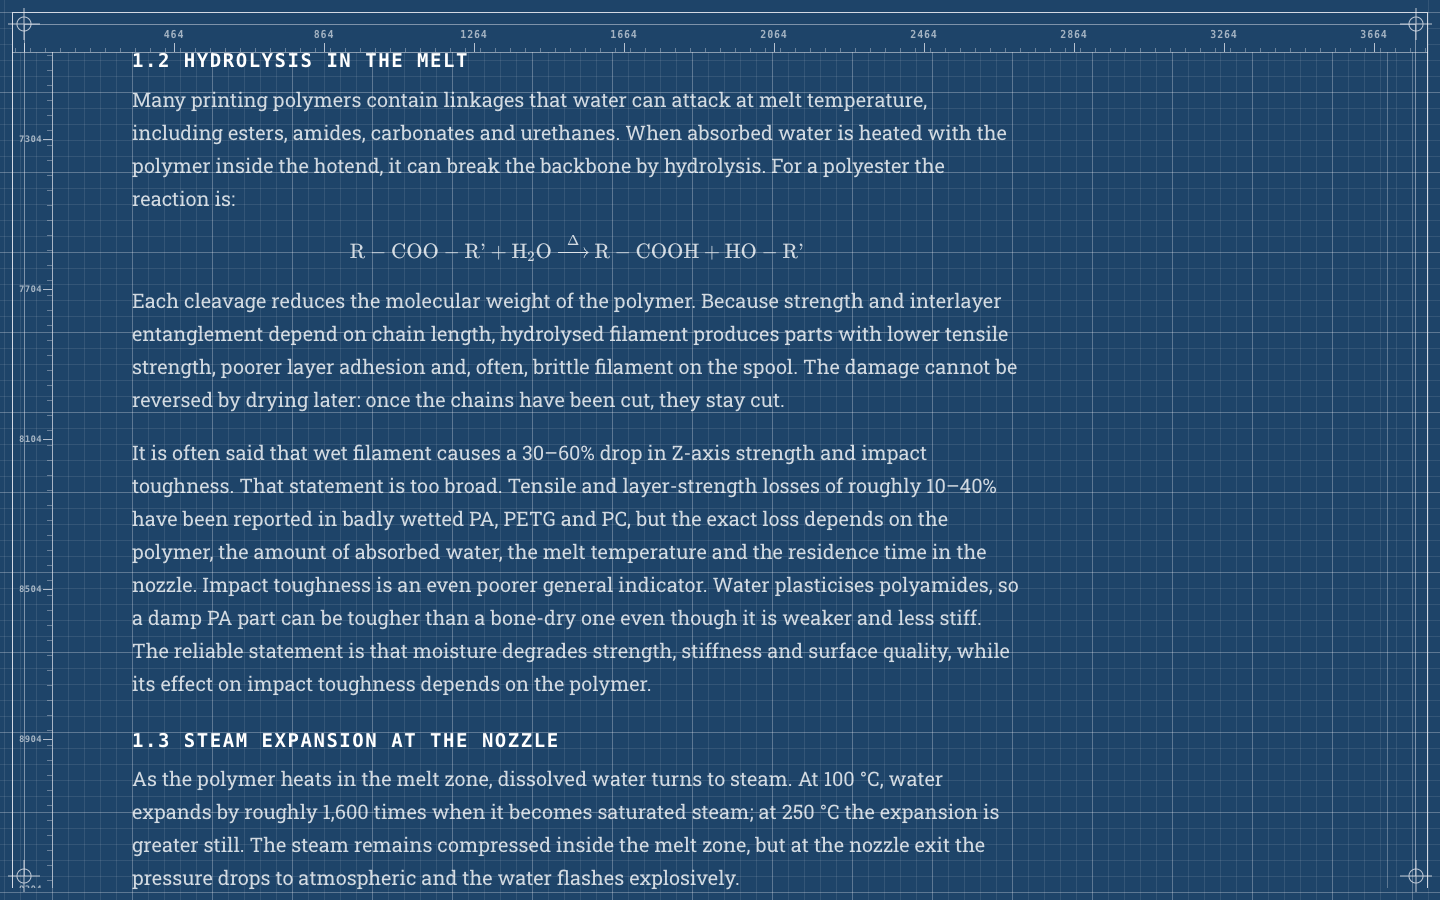 464 864 1264 1664 2064 2464 2864 3264 3664
1.2 HYDROLYSIS IN THE MELT
Many printing polymers contain linkages that water can attack at melt temperature,
7304
including esters, amides, carbonates and urethanes. When absorbed water is heated with the
polymer inside the hotend, it can break the backbone by hydrolysis. For a polyester the
reaction is:
R − COO − R’ + H₂O —Δ→ R − COOH + HO − R’
7704
Each cleavage reduces the molecular weight of the polymer. Because strength and interlayer
entanglement depend on chain length, hydrolysed filament produces parts with lower tensile
strength, poorer layer adhesion and, often, brittle filament on the spool. The damage cannot be
reversed by drying later: once the chains have been cut, they stay cut.
8104
It is often said that wet filament causes a 30–60% drop in Z-axis strength and impact
toughness. That statement is too broad. Tensile and layer-strength losses of roughly 10–40%
have been reported in badly wetted PA, PETG and PC, but the exact loss depends on the
polymer, the amount of absorbed water, the melt temperature and the residence time in the
8504
nozzle. Impact toughness is an even poorer general indicator. Water plasticises polyamides, so
a damp PA part can be tougher than a bone-dry one even though it is weaker and less stiff.
The reliable statement is that moisture degrades strength, stiffness and surface quality, while
its effect on impact toughness depends on the polymer.
8904
1.3 STEAM EXPANSION AT THE NOZZLE
As the polymer heats in the melt zone, dissolved water turns to steam. At 100 °C, water
expands by roughly 1,600 times when it becomes saturated steam; at 250 °C the expansion is
greater still. The steam remains compressed inside the melt zone, but at the nozzle exit the
pressure drops to atmospheric and the water flashes explosively.